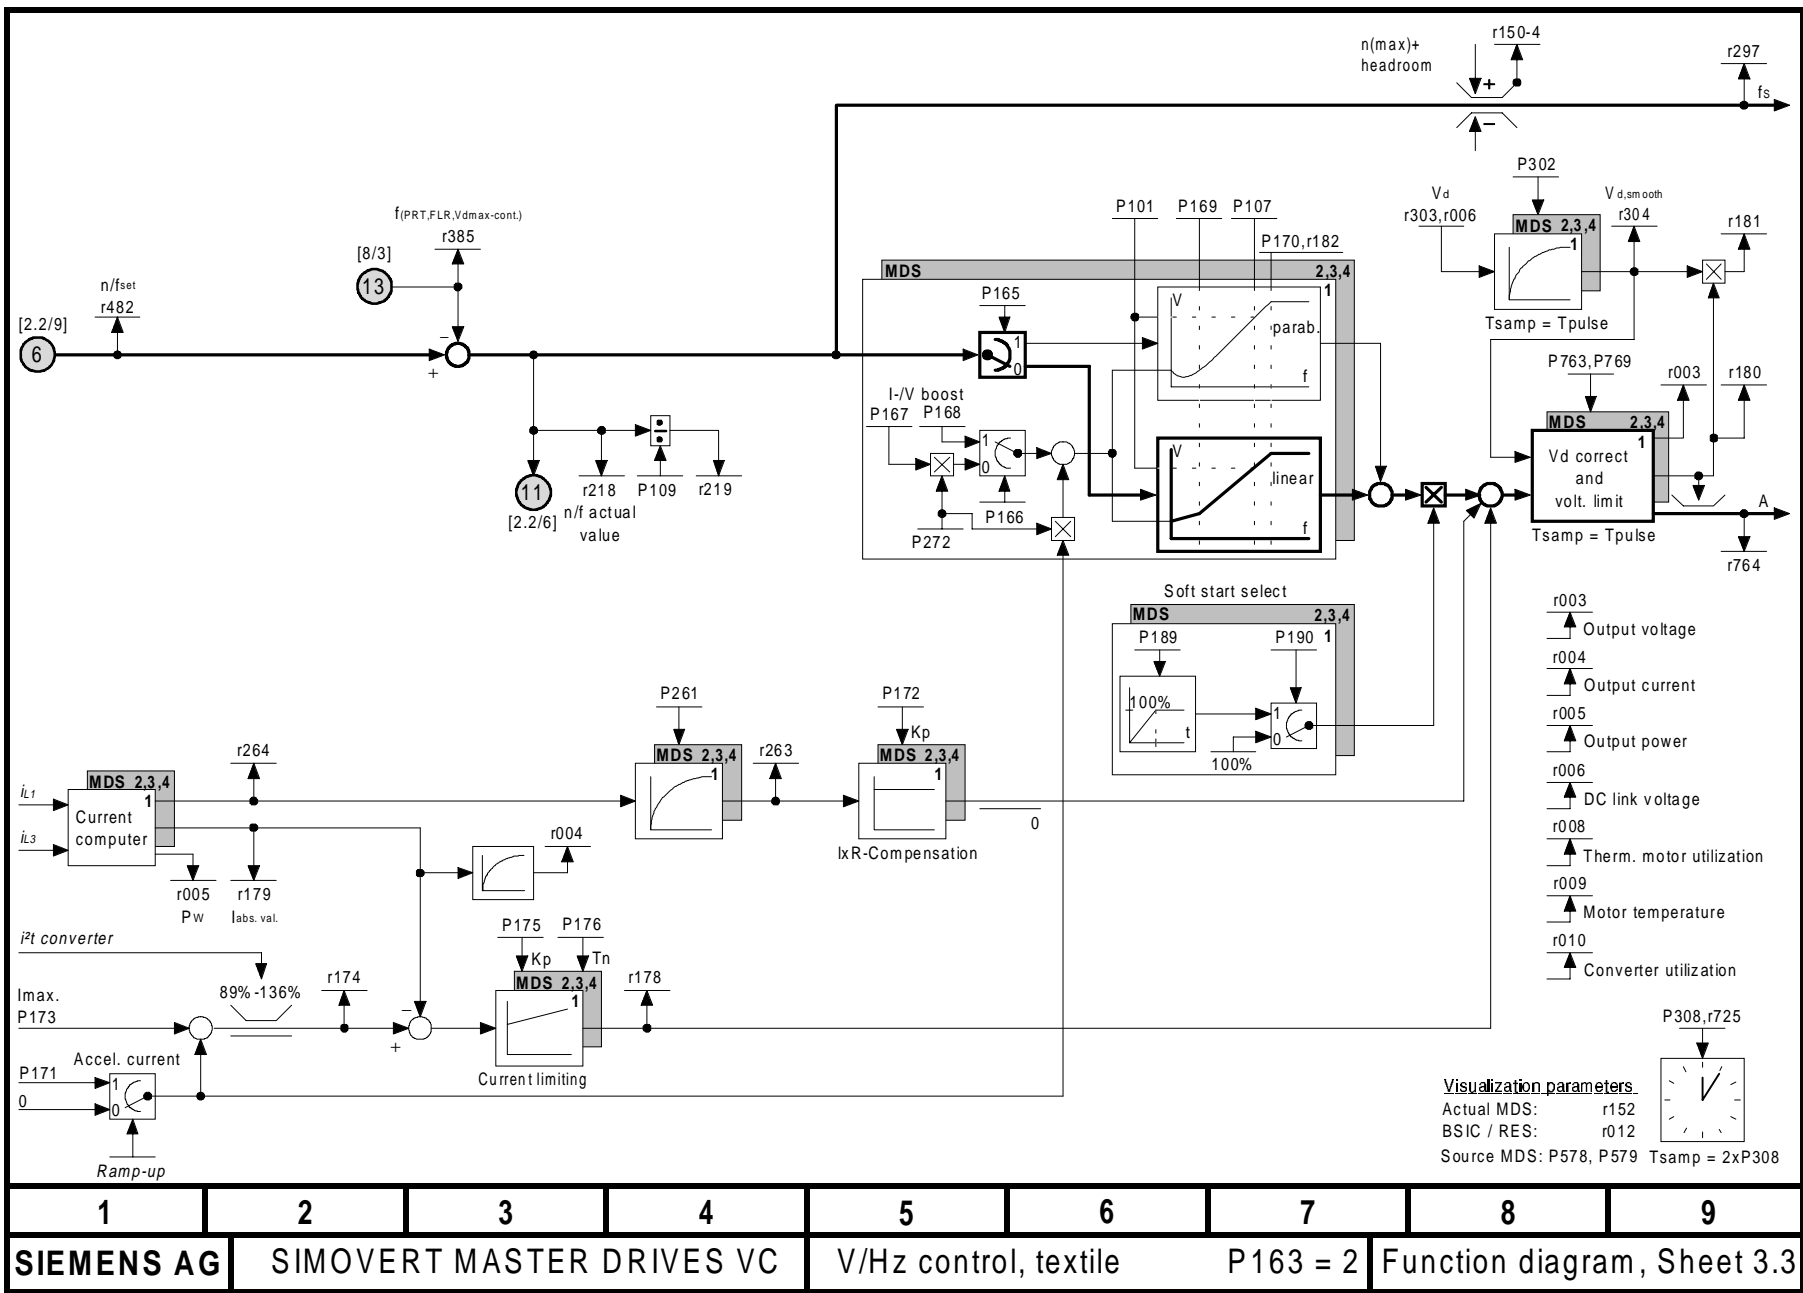 n(max)+
headroom
r150-4
r297
+
fs
−
P302
Vd
r303,r006
Vd,smooth
r304
r181
MDS 2,3,4
1
Tsamp = Tpulse
f(PRT,FLR,Vdmax-cont.)
r385
[8/3]
13
n/fset
r482
[2.2/9]
6
−
+
P101
P169
P107
P170,r182
MDS
2,3,4
1
P165
1
0
V
parab.
f
I-/V boost
P167
P168
1
0
P166
P272
V
linear
f
11
[2.2/6]
r218
n/f actual
value
P109
r219
P763,P769
r003
r180
MDS 2,3,4
1
Vd correct
and
volt. limit
Tsamp = Tpulse
A
r764
Soft start select
MDS
2,3,4
1
P189
P190
100%
t
1
0
100%
r003
Output voltage
r004
Output current
r005
Output power
r006
DC link voltage
r008
Therm. motor utilization
r009
Motor temperature
r010
Converter utilization
P261
MDS 2,3,4
1
r263
P172
Kp
MDS 2,3,4
1
IxR-Compensation
0
iL1
iL3
MDS 2,3,4
1
Current
computer
r264
r005
PW
r179
Iabs. val.
r004
i²t converter
89% -136%
r174
Imax.
P173
−
+
P175
P176
Kp
Tn
MDS 2,3,4
1
Current limiting
r178
Accel. current
P171
0
1
0
Ramp-up
P308,r725
Visualization parameters
Actual MDS: r152
BSIC / RES: r012
Source MDS: P578, P579
Tsamp = 2xP308
1 2 3 4 5 6 7 8 9
SIEMENS AG
SIMOVERT MASTER DRIVES VC
V/Hz control, textile P163 = 2
Function diagram, Sheet 3.3